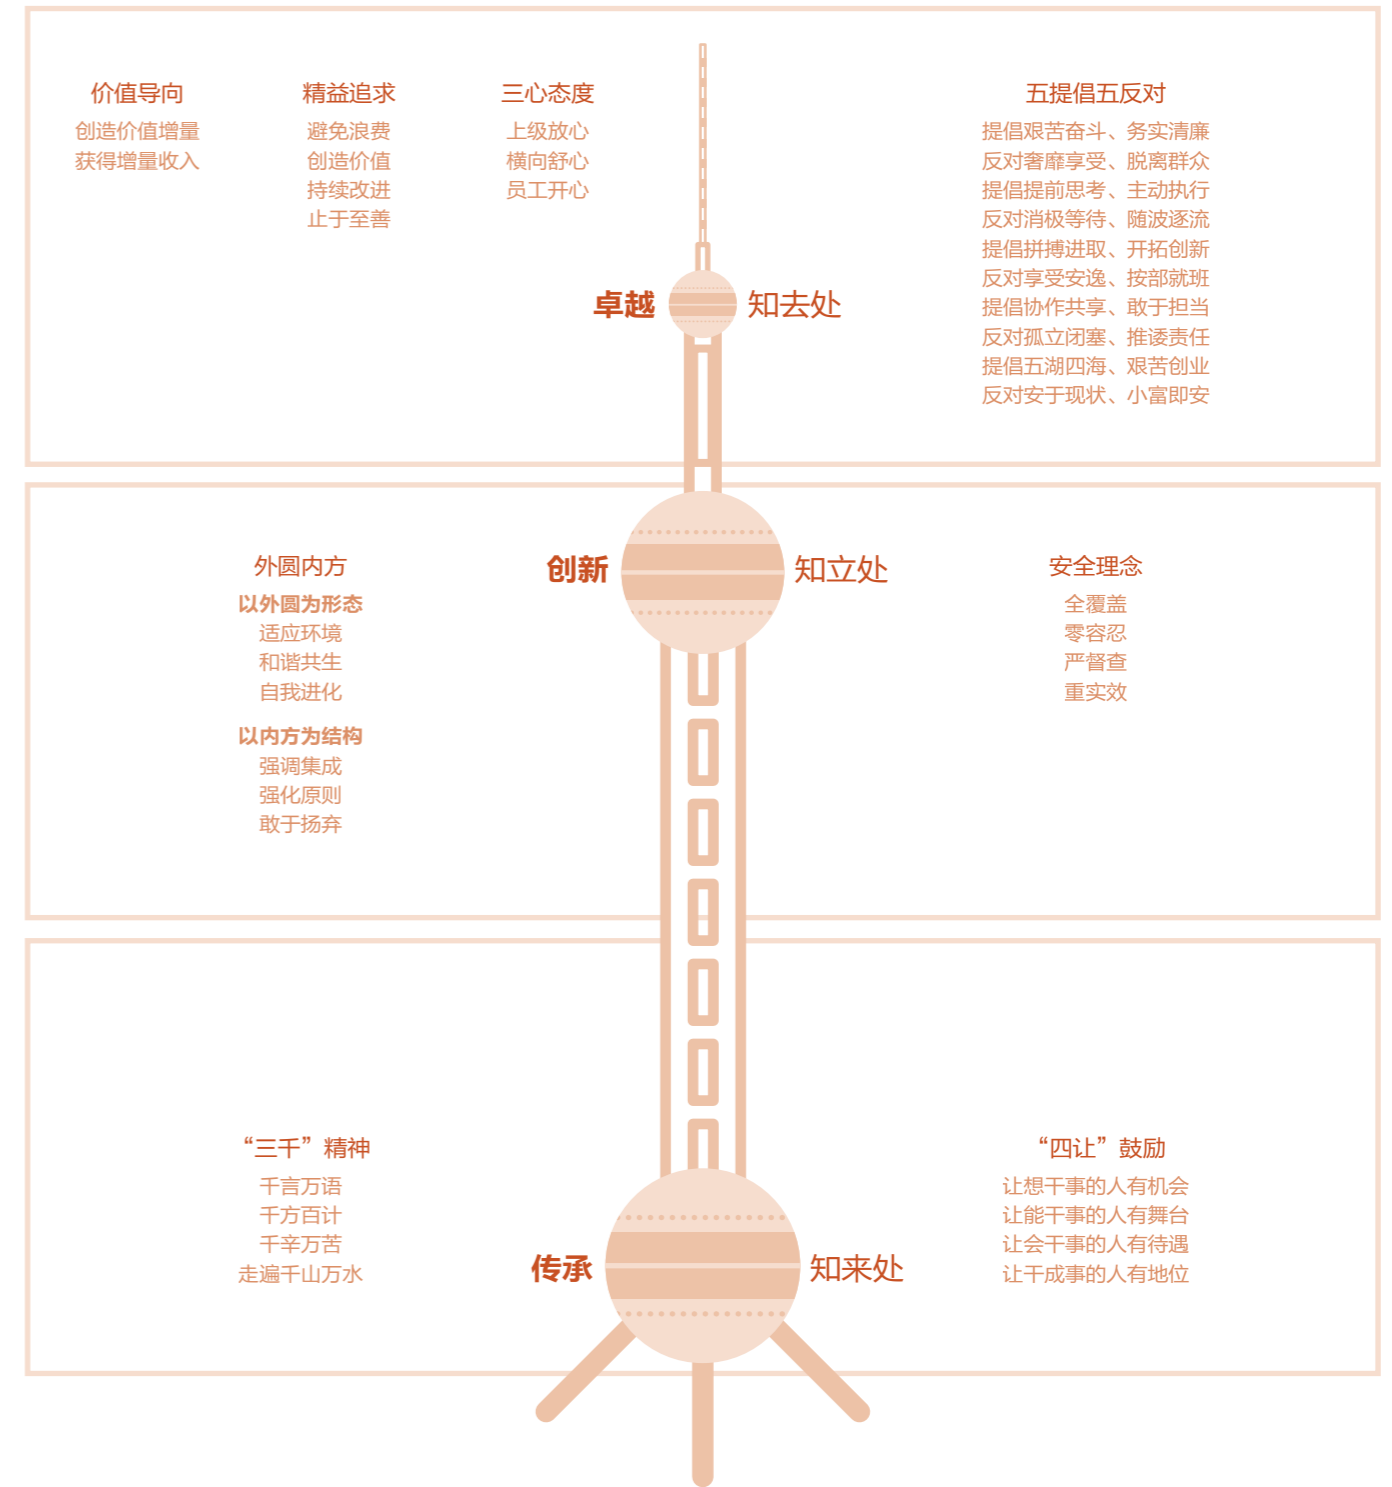 价值导向
创造价值增量
获得增量收入
精益追求
避免浪费
创造价值
持续改进
止于至善
三心态度
上级放心
横向舒心
员工开心
五提倡五反对
提倡艰苦奋斗、务实清廉
反对奢靡享受、脱离群众
提倡提前思考、主动执行
反对消极等待、随波逐流
提倡拼搏进取、开拓创新
反对享受安逸、按部就班
提倡协作共享、敢于担当
反对孤立闭塞、推诿责任
提倡五湖四海、艰苦创业
反对安于现状、小富即安
卓越 知去处
外圆内方
以外圆为形态
适应环境
和谐共生
自我进化
以内方为结构
强调集成
强化原则
敢于扬弃
创新 知立处
安全理念
全覆盖
零容忍
严督查
重实效
“三千”精神
千言万语
千方百计
千辛万苦
走遍千山万水
传承 知来处
“四让”鼓励
让想干事的人有机会
让能干事的人有舞台
让会干事的人有待遇
让干成事的人有地位